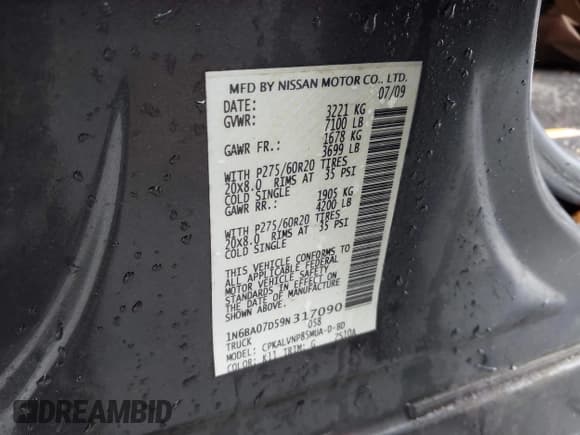 MFD BY NISSAN MOTOR CO., LTD.
DATE: 07/09
GVWR: 3221 KG
7100 LB
GAWR FR.: 1678 KG
3699 LB
WITH P275/60R20 TIRES
20x8.0 RIMS AT 35 PSI
COLD SINGLE
GAWR RR.: 1905 KG
4200 LB
WITH P275/60R20 TIRES
20x8.0 RIMS AT 35 PSI
COLD SINGLE
THIS VEHICLE CONFORMS TO
ALL APPLICABLE FEDERAL
MOTOR VEHICLE SAFETY
STANDARDS IN EFFECT ON
THE DATE OF MANUFACTURE
SHOWN ABOVE.
1N6BA07D59N317090
TRUCK 058
MODEL: CPKALVNP85MUA-D-BD
COLOR: K11 TRIM: G 7510A
DREAMBID